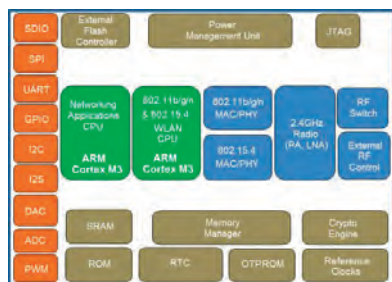 SDIO
SPI
UART
GPIO
I2C
I2S
DAC
ADC
PWM
External
Flash
Controller
Power
Management Unit
JTAG
Networking
Applications
CPU
ARM
Cortex M3
802.11b/g/n
& 802.15.4
WLAN
CPU
ARM
Cortex M3
802.11b/g/n
MAC/PHY
802.15.4
MAC/PHY
2.4GHz
Radio
(PA, LNA)
RF
Switch
External
RF
Control
SRAM
Memory
Manager
Crypto
Engine
ROM
RTC
OTPROM
Reference
Clocks